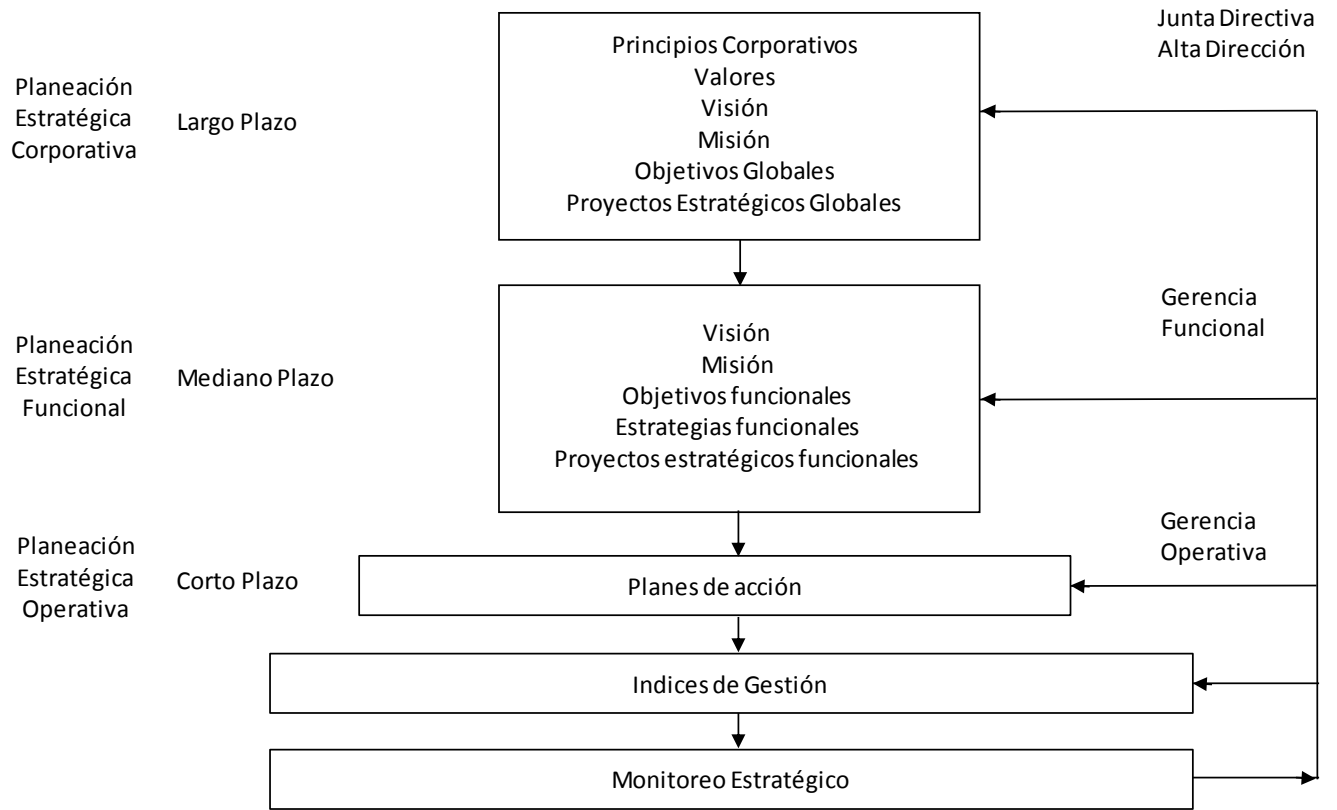 Junta Directiva
Alta Dirección
Planeación
Estratégica
Corporativa
Largo Plazo
Principios Corporativos
Valores
Visión
Misión
Objetivos Globales
Proyectos Estratégicos Globales
Planeación
Estratégica
Funcional
Mediano Plazo
Visión
Misión
Objetivos funcionales
Estrategias funcionales
Proyectos estratégicos funcionales
Gerencia
Funcional
Planeación
Estratégica
Operativa
Corto Plazo
Planes de acción
Gerencia
Operativa
Indices de Gestión
Monitoreo Estratégico